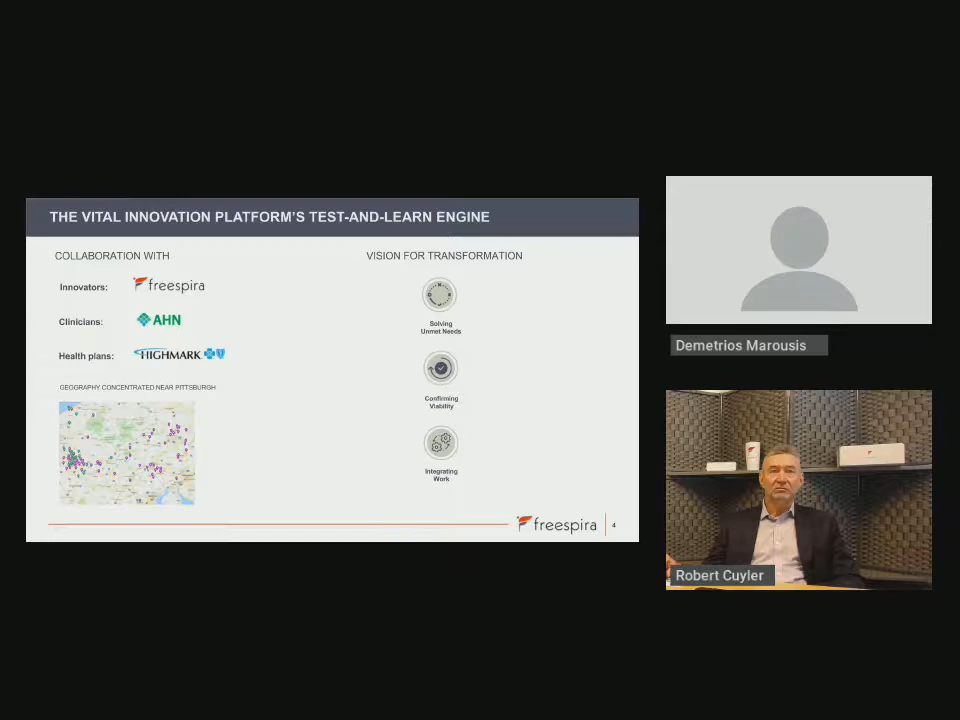 THE VITAL INNOVATION PLATFORM'S TEST-AND-LEARN ENGINE
COLLABORATION WITH
Innovators:
freespira
Clinicians:
AHN
Health plans:
HIGHMARK
GEOGRAPHY CONCENTRATED NEAR PITTSBURGH
VISION FOR TRANSFORMATION
Solving
Unmet Needs
Confirming
Viability
Integrating
Work
freespira
4
Demetrios Marousis
Robert Cuyler